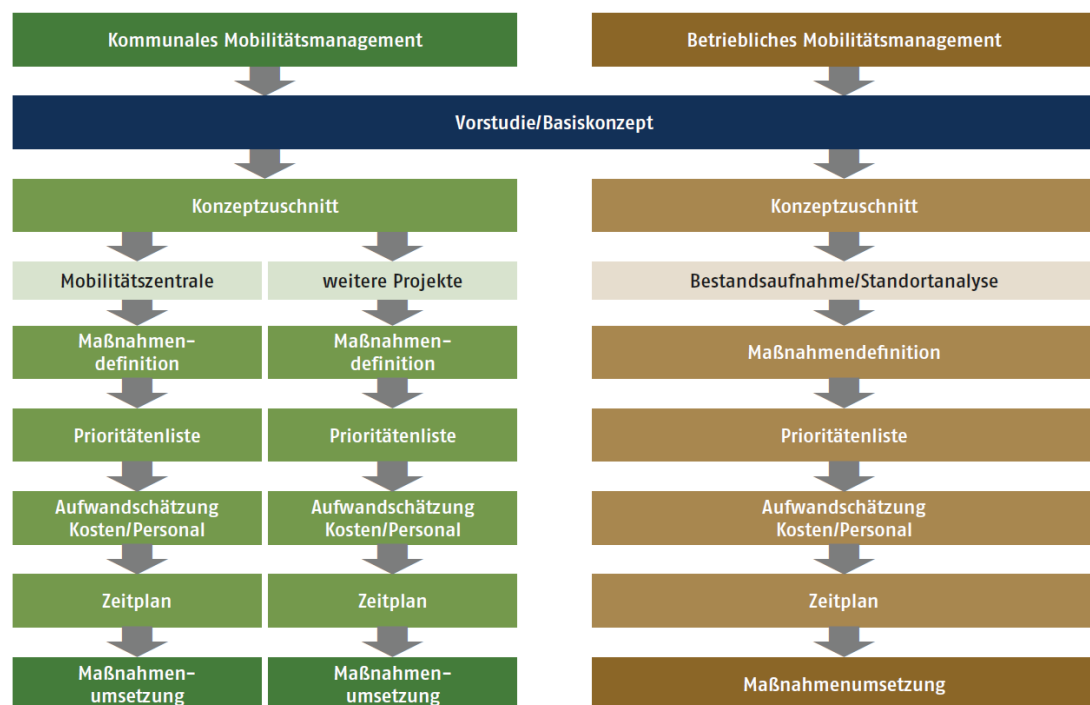 Kommunales Mobilitätsmanagement
Betriebliches Mobilitätsmanagement
Vorstudie/Basiskonzept
Konzeptzuschnitt
Konzeptzuschnitt
Mobilitätszentrale
weitere Projekte
Bestandsaufnahme/Standortanalyse
Maßnahmen-
definition
Maßnahmen-
definition
Maßnahmendefinition
Prioritätenliste
Prioritätenliste
Prioritätenliste
Aufwandschätzung
Kosten/Personal
Aufwandschätzung
Kosten/Personal
Aufwandschätzung
Kosten/Personal
Zeitplan
Zeitplan
Zeitplan
Maßnahmen-
umsetzung
Maßnahmen-
umsetzung
Maßnahmenumsetzung